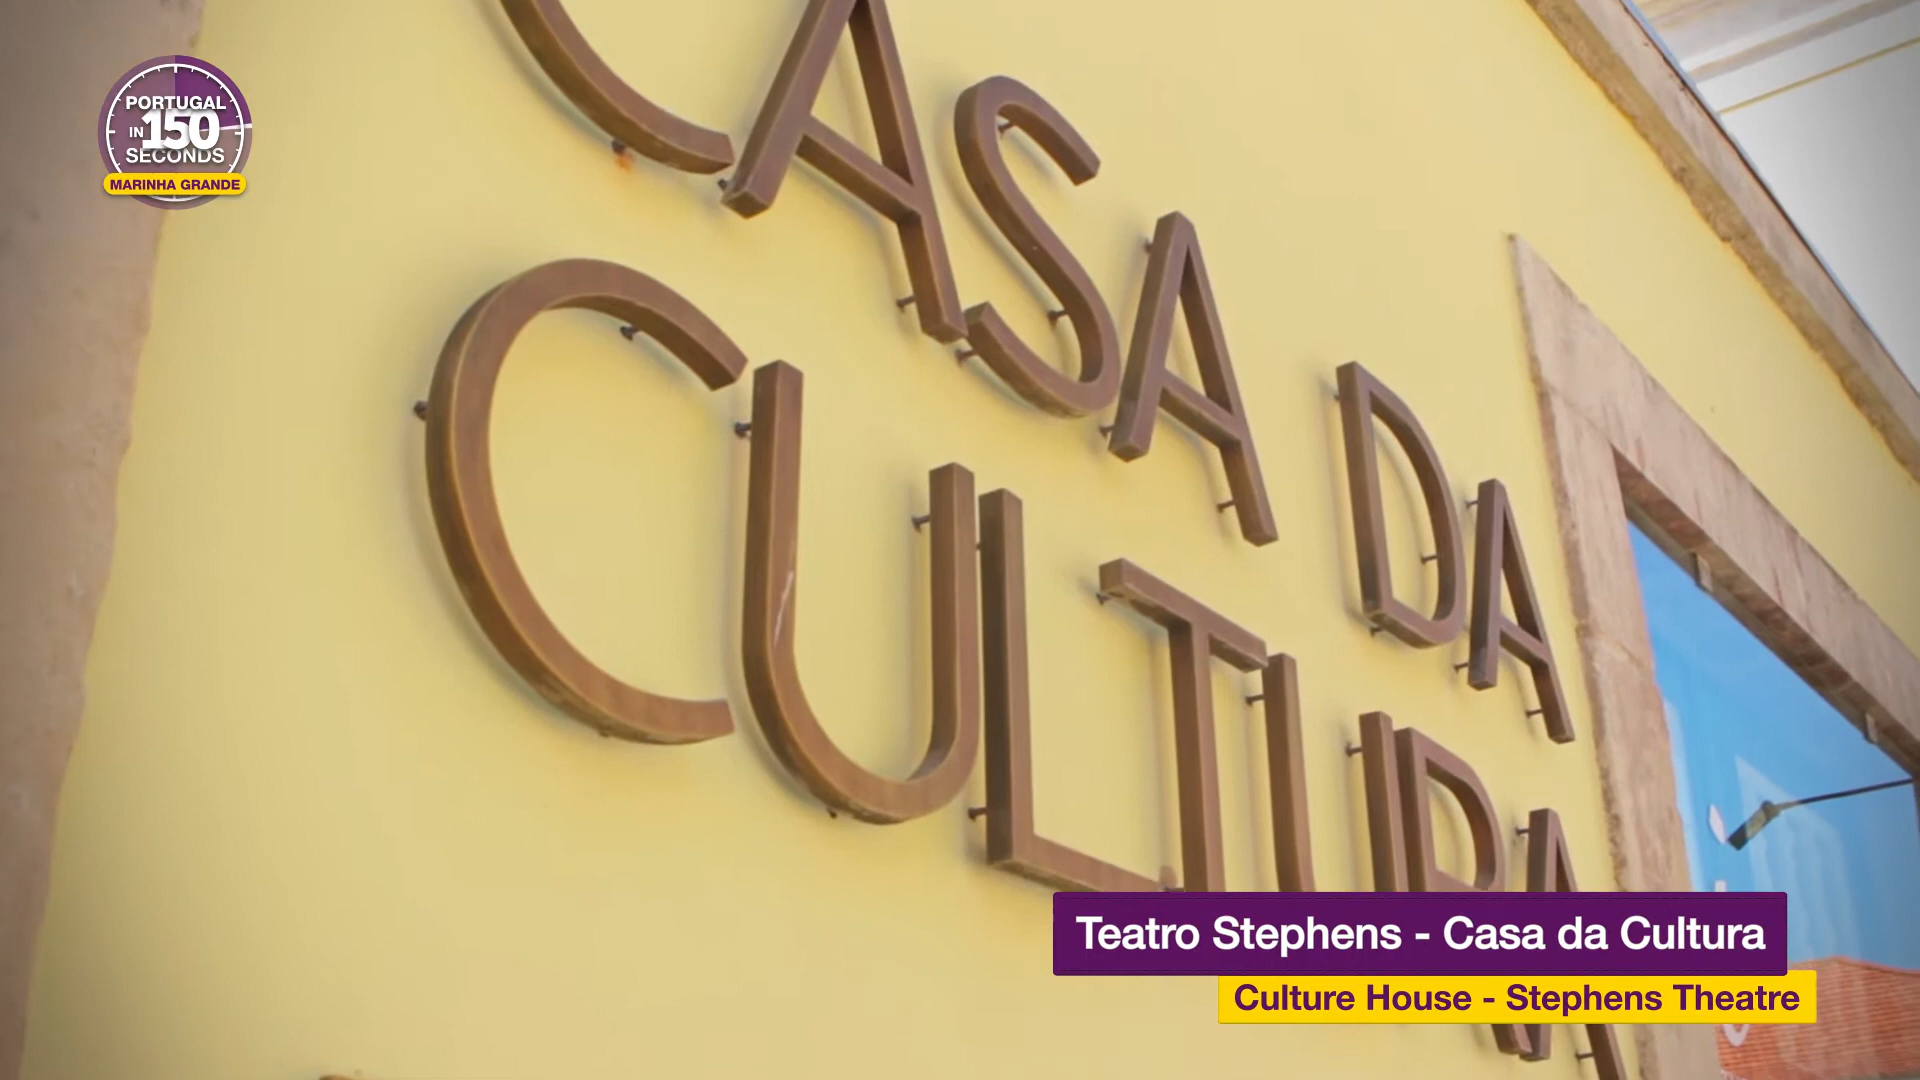 PORTUGAL
IN 150
SECONDS
MARINHA GRANDE
CASA DA
CULTURA
Teatro Stephens - Casa da Cultura
Culture House - Stephens Theatre